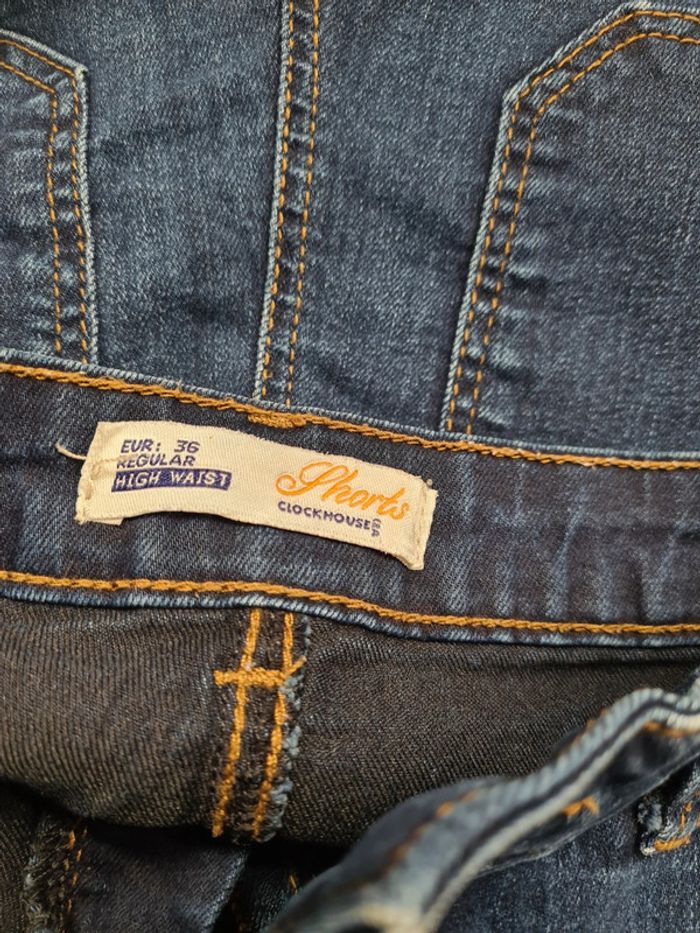 EUR: 36
REGULAR
HIGH WAIST
Shorts
CLOCKHOUSE
C&A